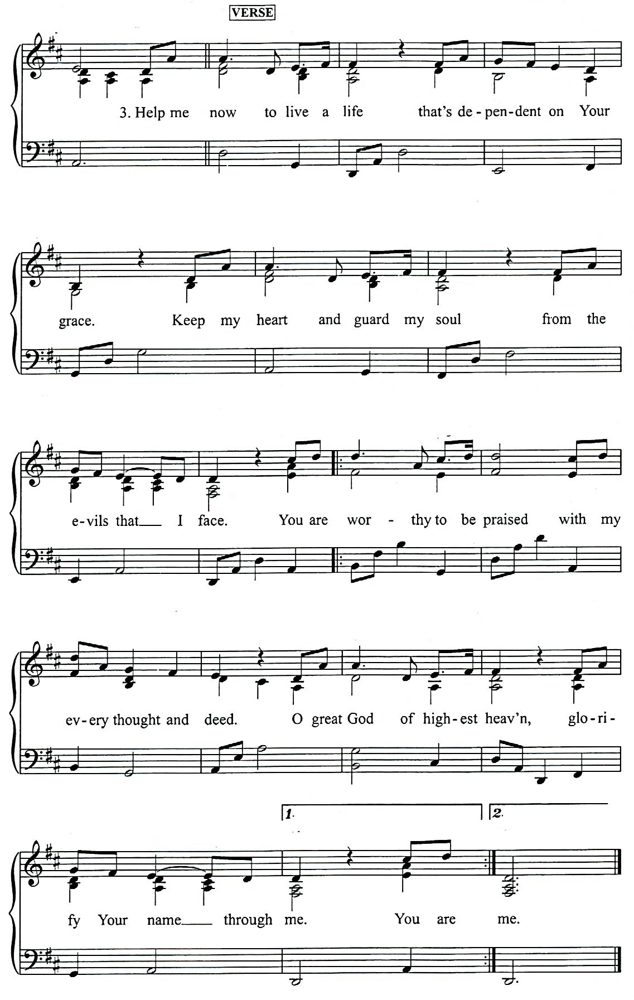 VERSE
3. Help me now to live a life that's de - pen - dent on Your
grace. Keep my heart and guard my soul from the
e - vils that I face. You are wor - thy to be praised with my
ev - ery thought and deed. O great God of high - est heav'n, glo - ri -
1. 2.
fy Your name through me. You are me.